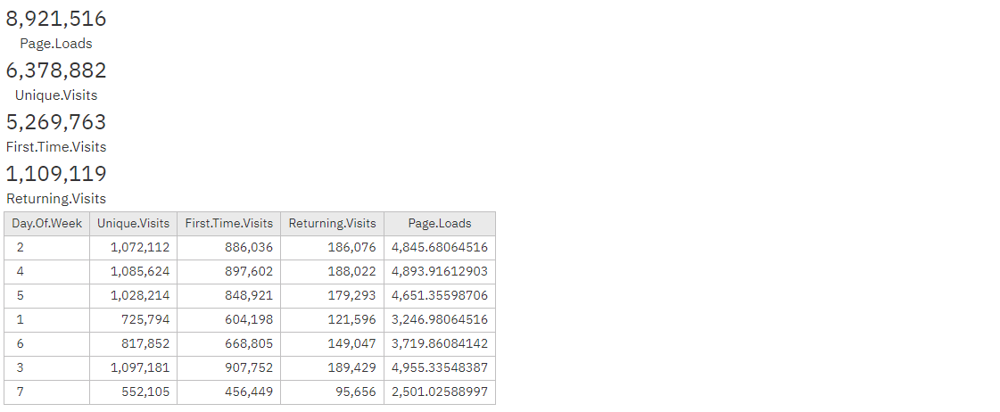 8,921,516
Page.Loads
6,378,882
Unique.Visits
5,269,763
First.Time.Visits
1,109,119
Returning.Visits
Day.Of.Week Unique.Visits First.Time.Visits Returning.Visits Page.Loads
2 1,072,112 886,036 186,076 4,845.68064516
4 1,085,624 897,602 188,022 4,893.91612903
5 1,028,214 848,921 179,293 4,651.35598706
1 725,794 604,198 121,596 3,246.98064516
6 817,852 668,805 149,047 3,719.86084142
3 1,097,181 907,752 189,429 4,955.33548387
7 552,105 456,449 95,656 2,501.02588997